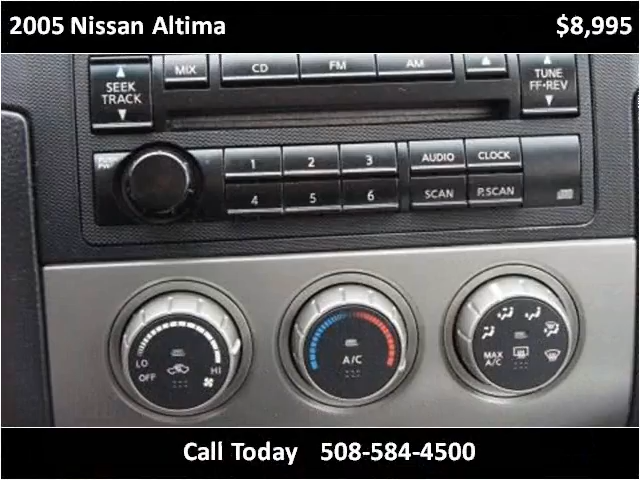 2005 Nissan Altima $8,995
SEEK
TRACK
MIX
CD
FM
AM
TUNE
FF•REV
PUSH
1
2
3
AUDIO
CLOCK
4
5
6
SCAN
P.SCAN
LO
OFF
HI
A/C
MAX
A/C
Call Today 508-584-4500